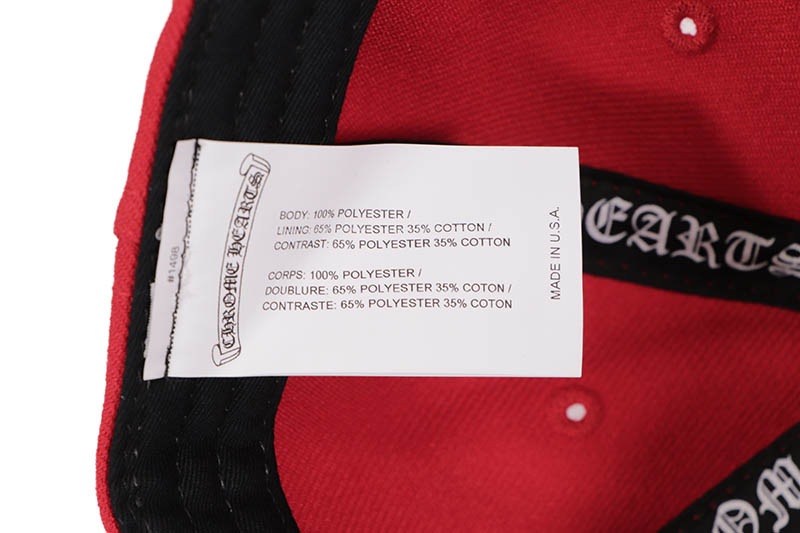 #1498
CHROME HEARTS
BODY: 100% POLYESTER /
LINING: 65% POLYESTER 35% COTTON /
CONTRAST: 65% POLYESTER 35% COTTON
CORPS: 100% POLYESTER /
DOUBLURE: 65% POLYESTER 35% COTON /
CONTRASTE: 65% POLYESTER 35% COTON
MADE IN U.S.A.
HEARTS
OM